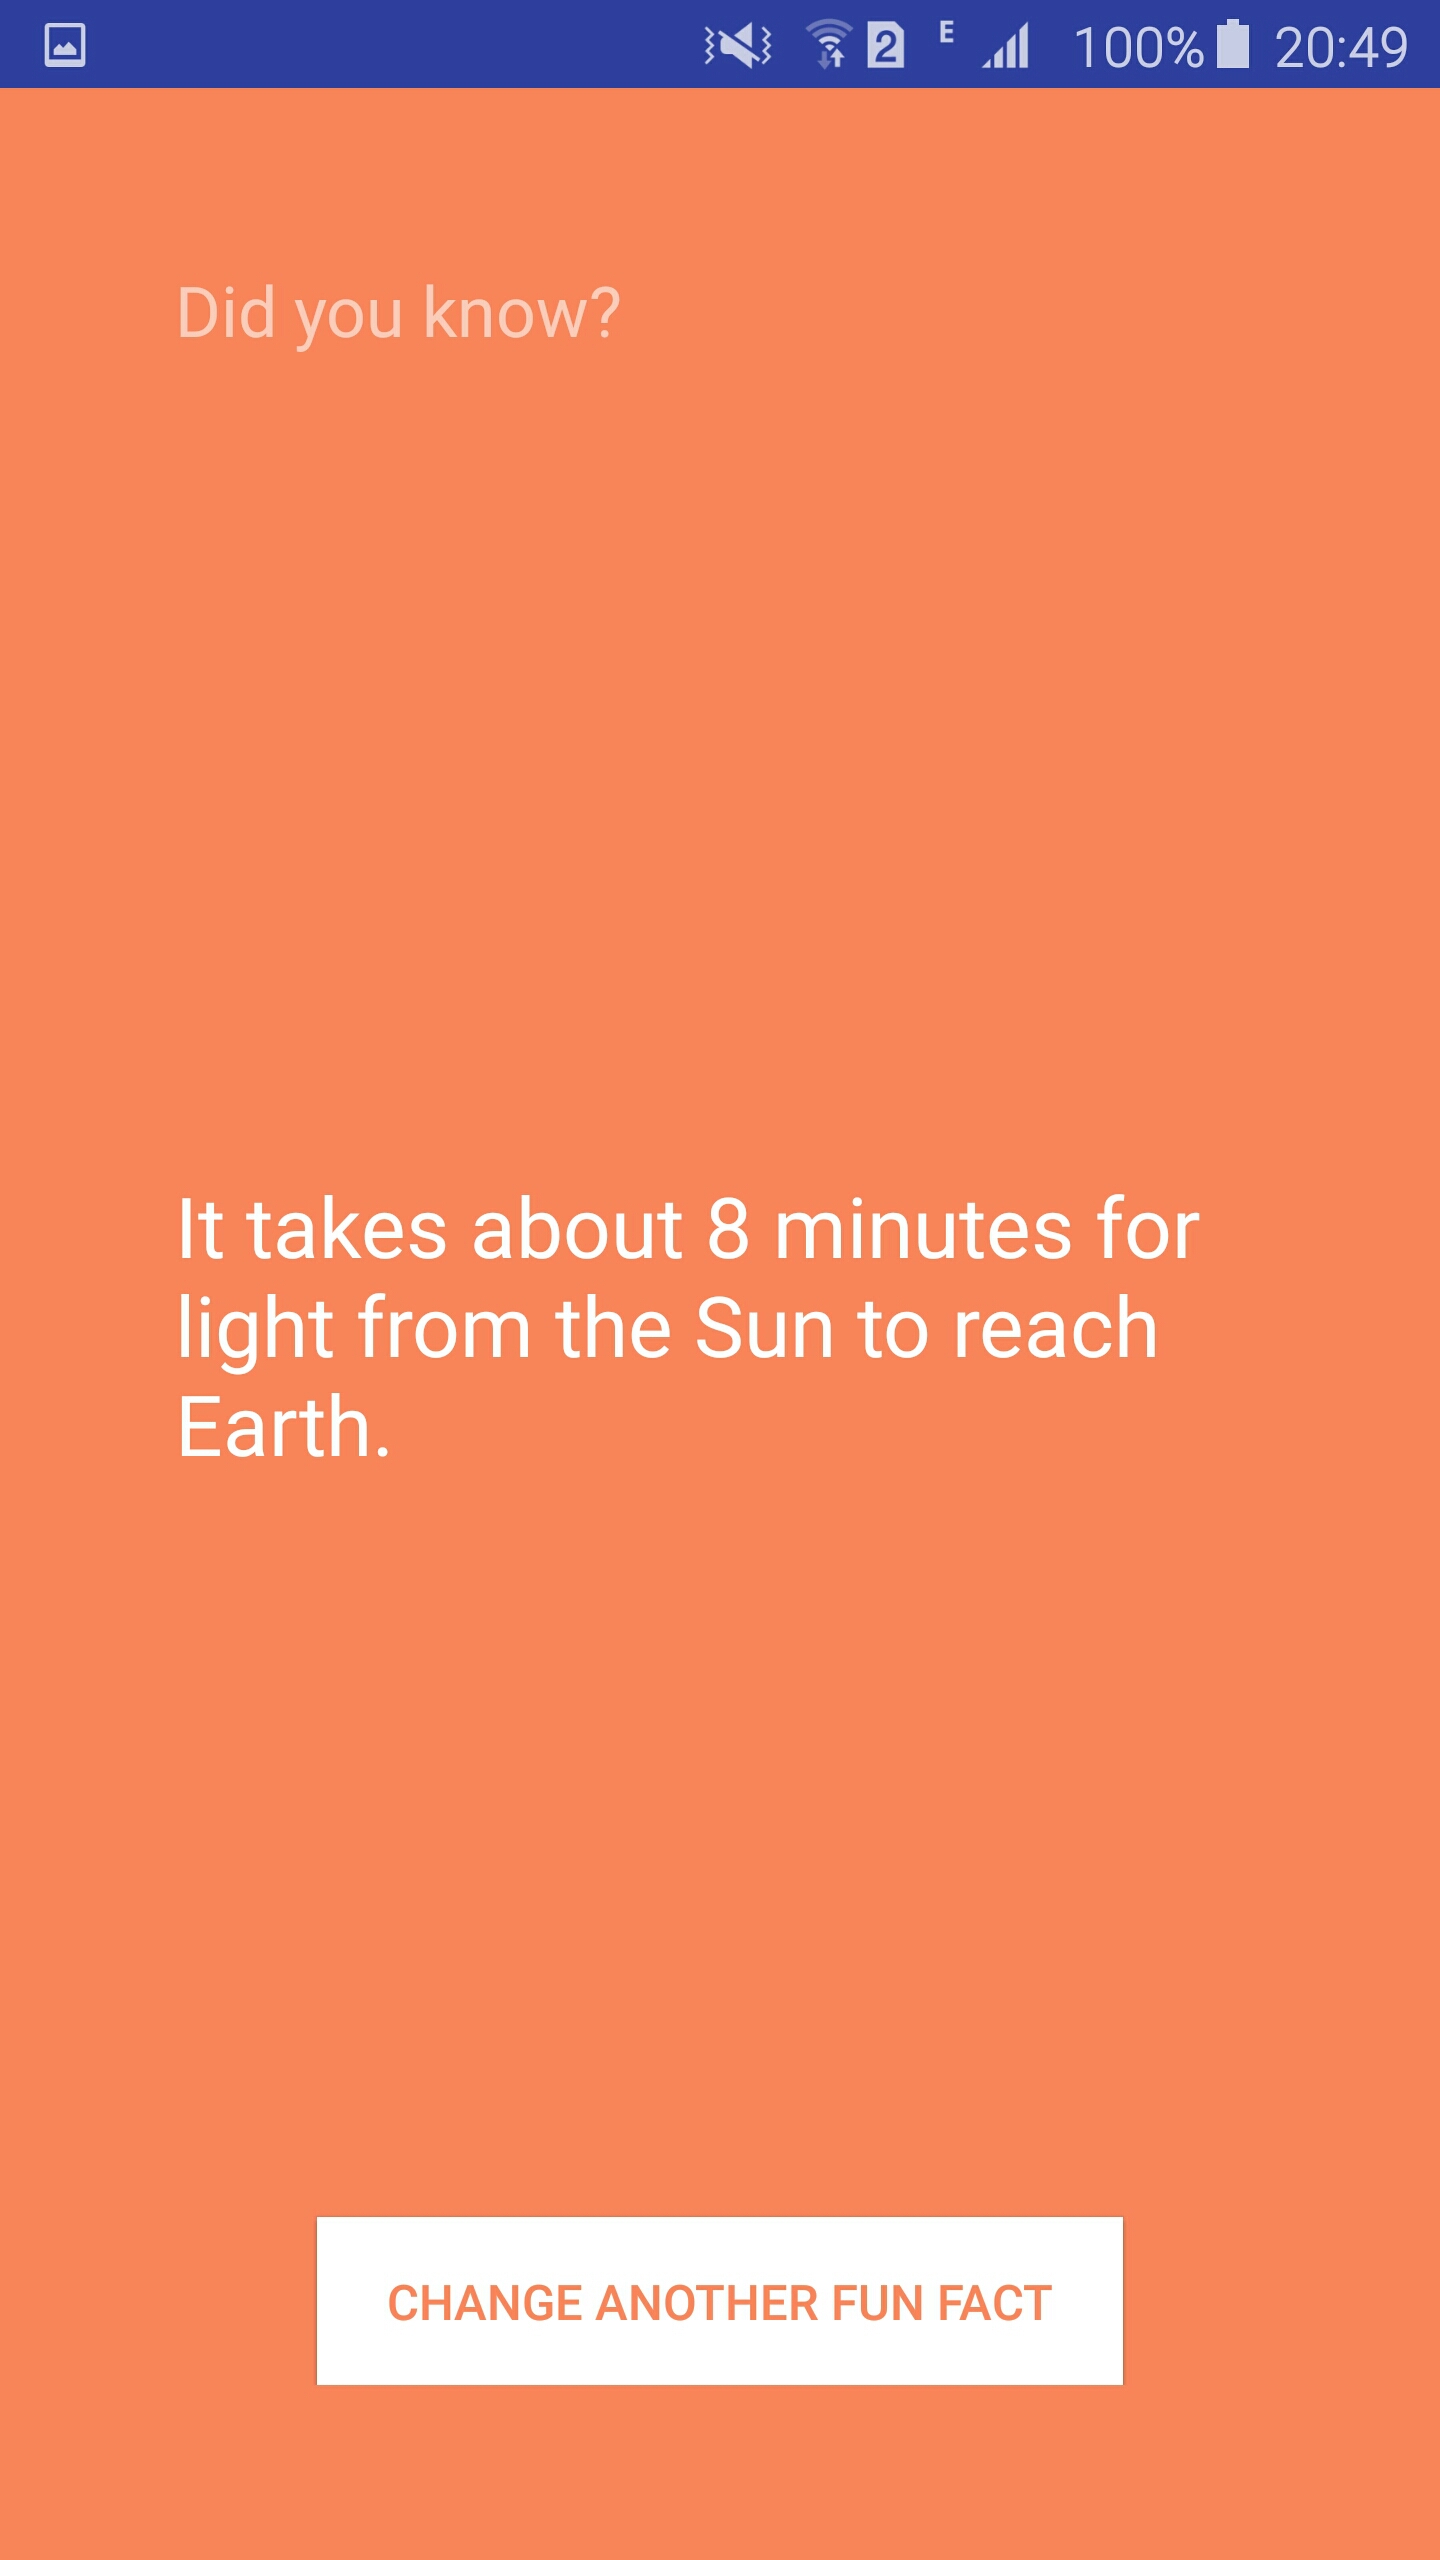 2 E 100% 20:49
Did you know?
It takes about 8 minutes for
light from the Sun to reach
Earth.
CHANGE ANOTHER FUN FACT